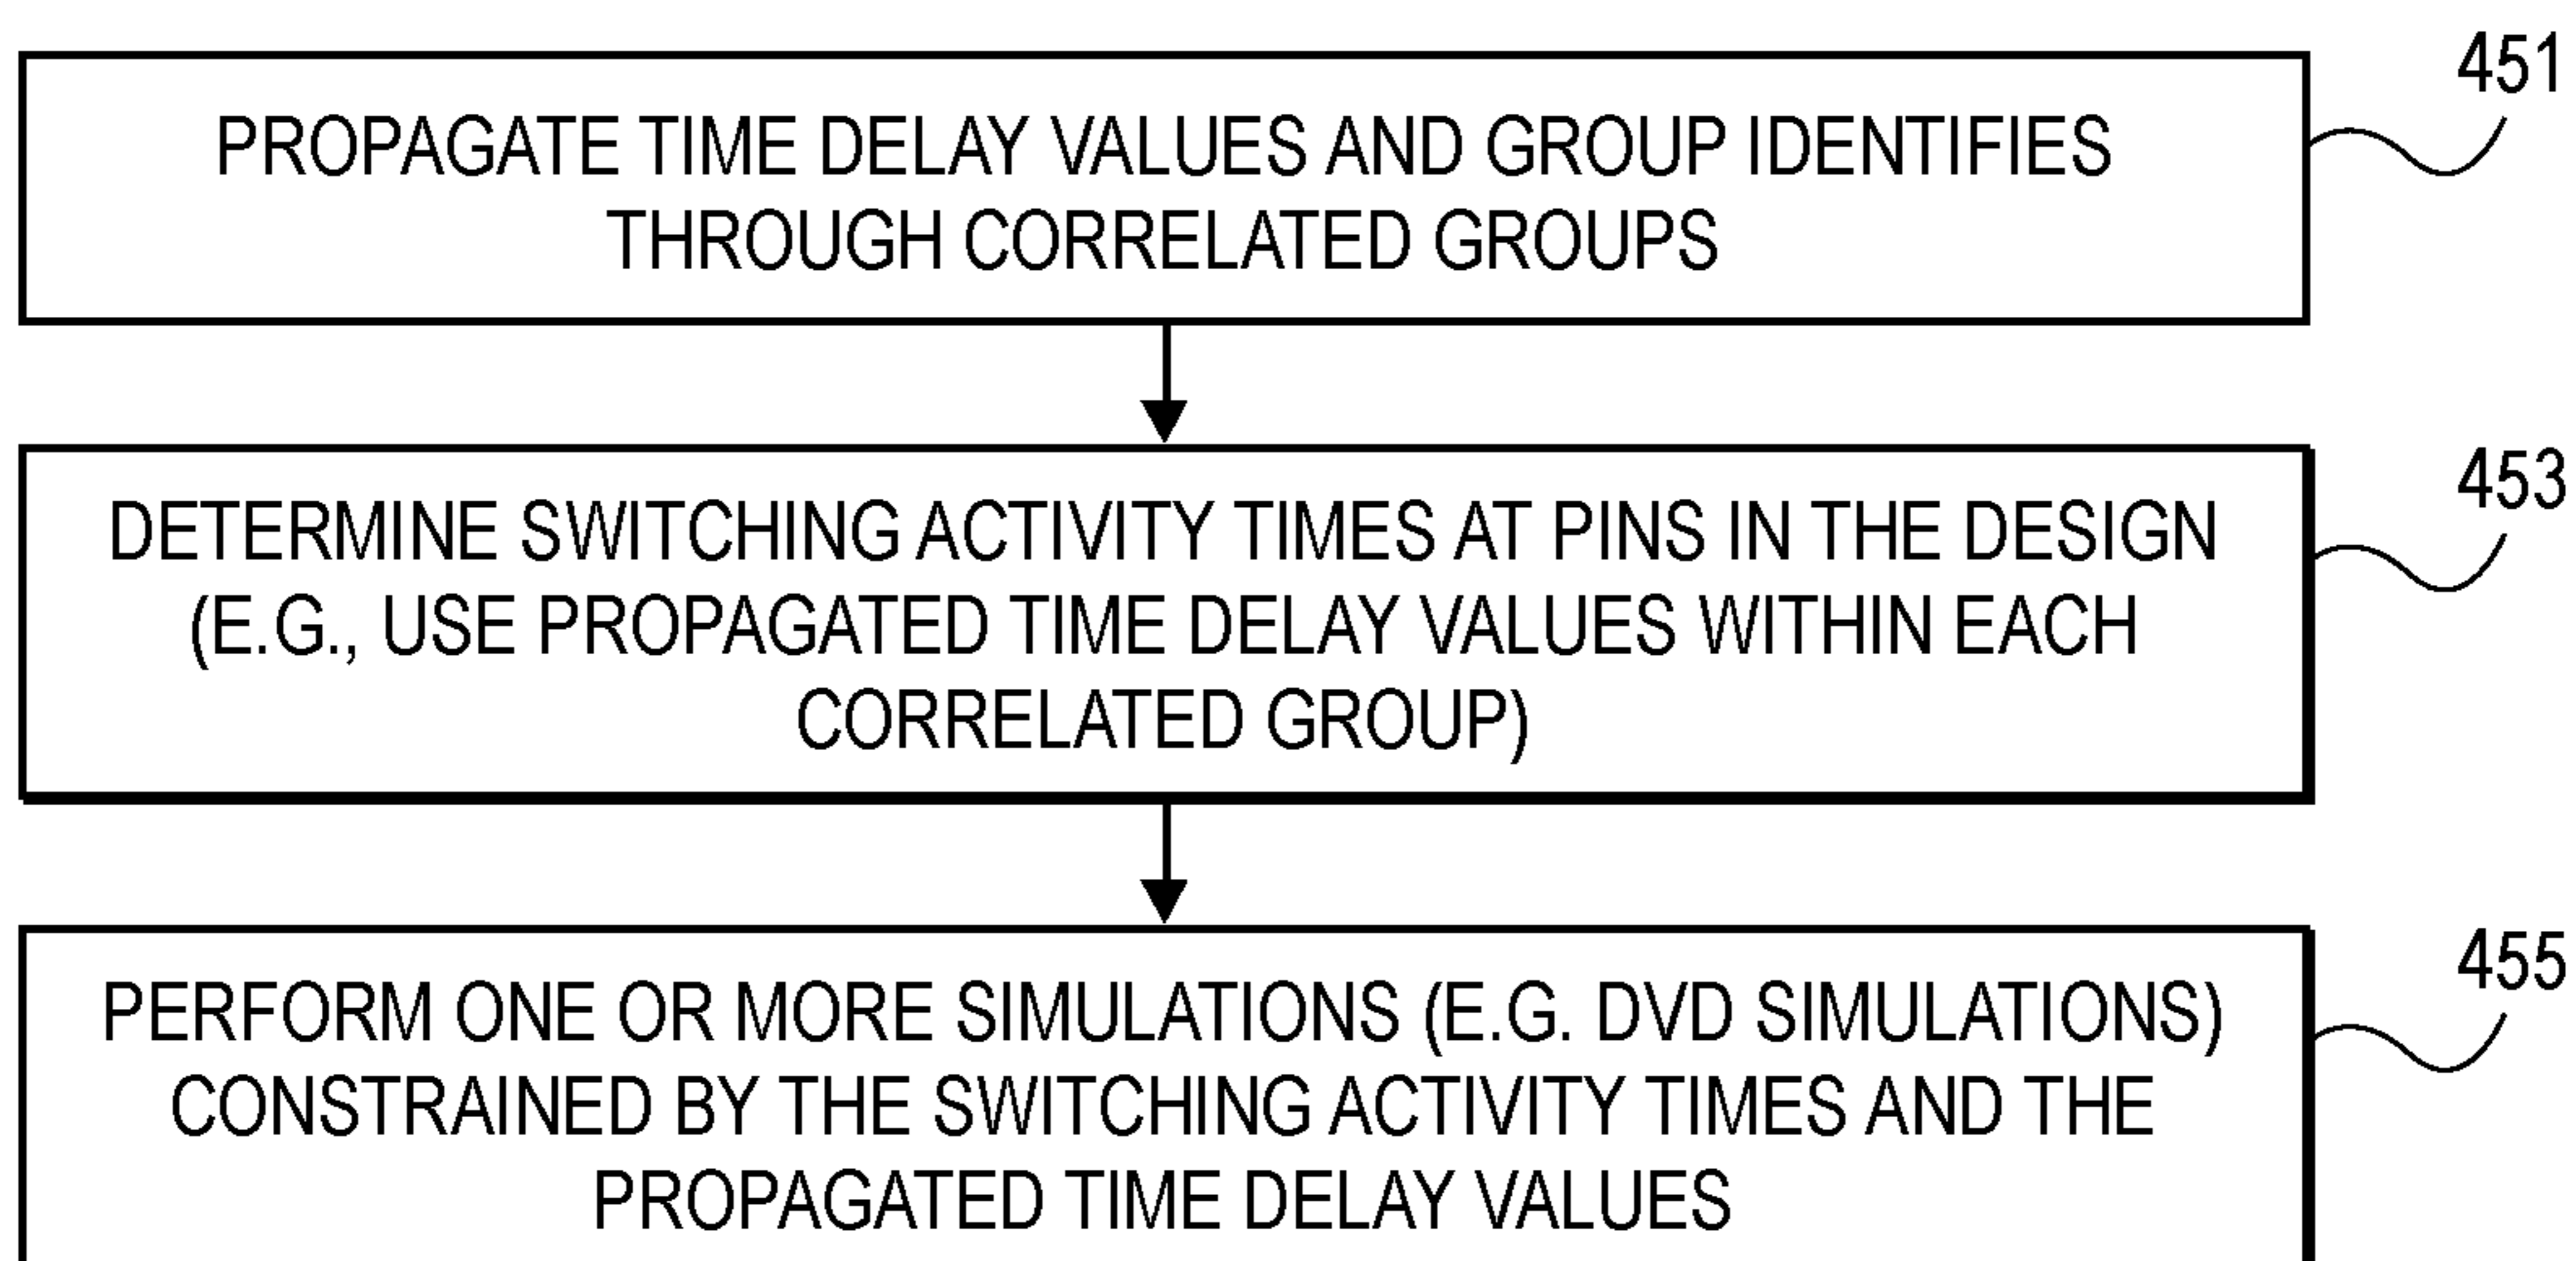 451
PROPAGATE TIME DELAY VALUES AND GROUP IDENTIFIES
THROUGH CORRELATED GROUPS
453
DETERMINE SWITCHING ACTIVITY TIMES AT PINS IN THE DESIGN
(E.G., USE PROPAGATED TIME DELAY VALUES WITHIN EACH
CORRELATED GROUP)
455
PERFORM ONE OR MORE SIMULATIONS (E.G. DVD SIMULATIONS)
CONSTRAINED BY THE SWITCHING ACTIVITY TIMES AND THE
PROPAGATED TIME DELAY VALUES